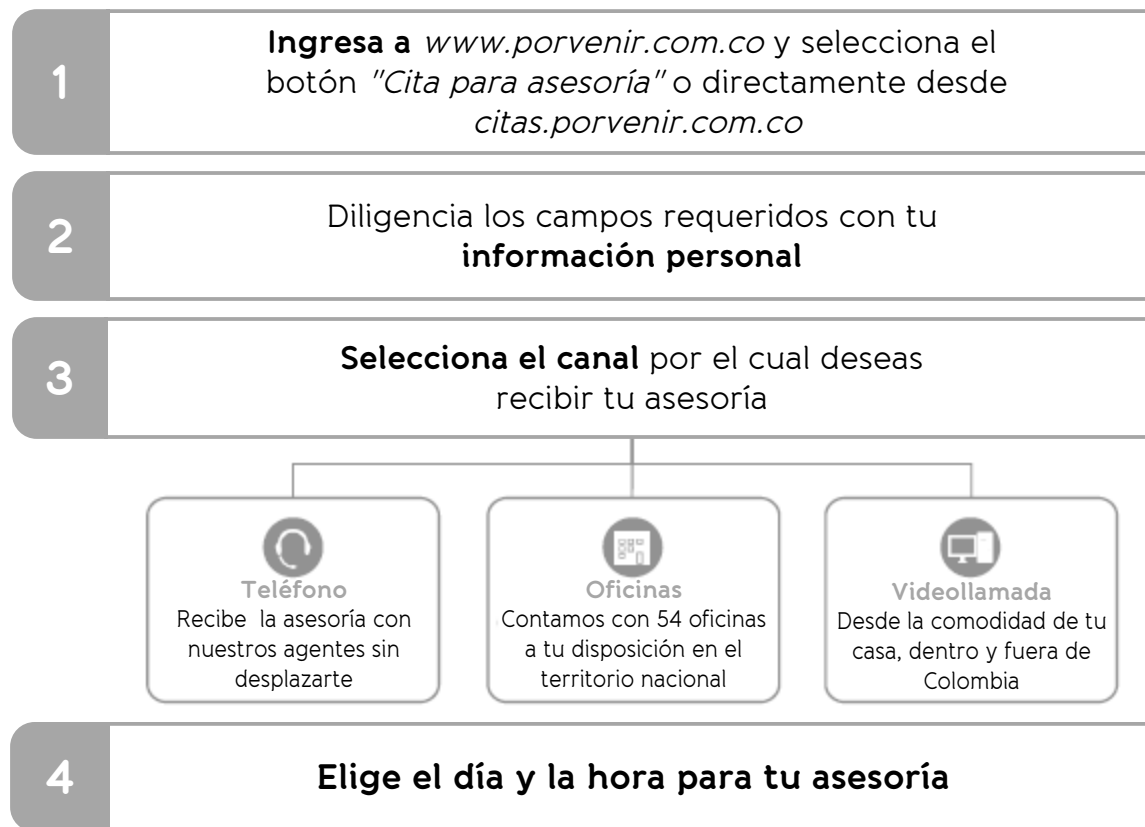 1
Ingresa a www.porvenir.com.co y selecciona el
botón "Cita para asesoría" o directamente desde
citas.porvenir.com.co
2
Diligencia los campos requeridos con tu
información personal
3
Selecciona el canal por el cual deseas
recibir tu asesoría
Teléfono
Recibe la asesoría con
nuestros agentes sin
desplazarte
Oficinas
Contamos con 54 oficinas
a tu disposición en el
territorio nacional
Videollamada
Desde la comodidad de tu
casa, dentro y fuera de
Colombia
4
Elige el día y la hora para tu asesoría